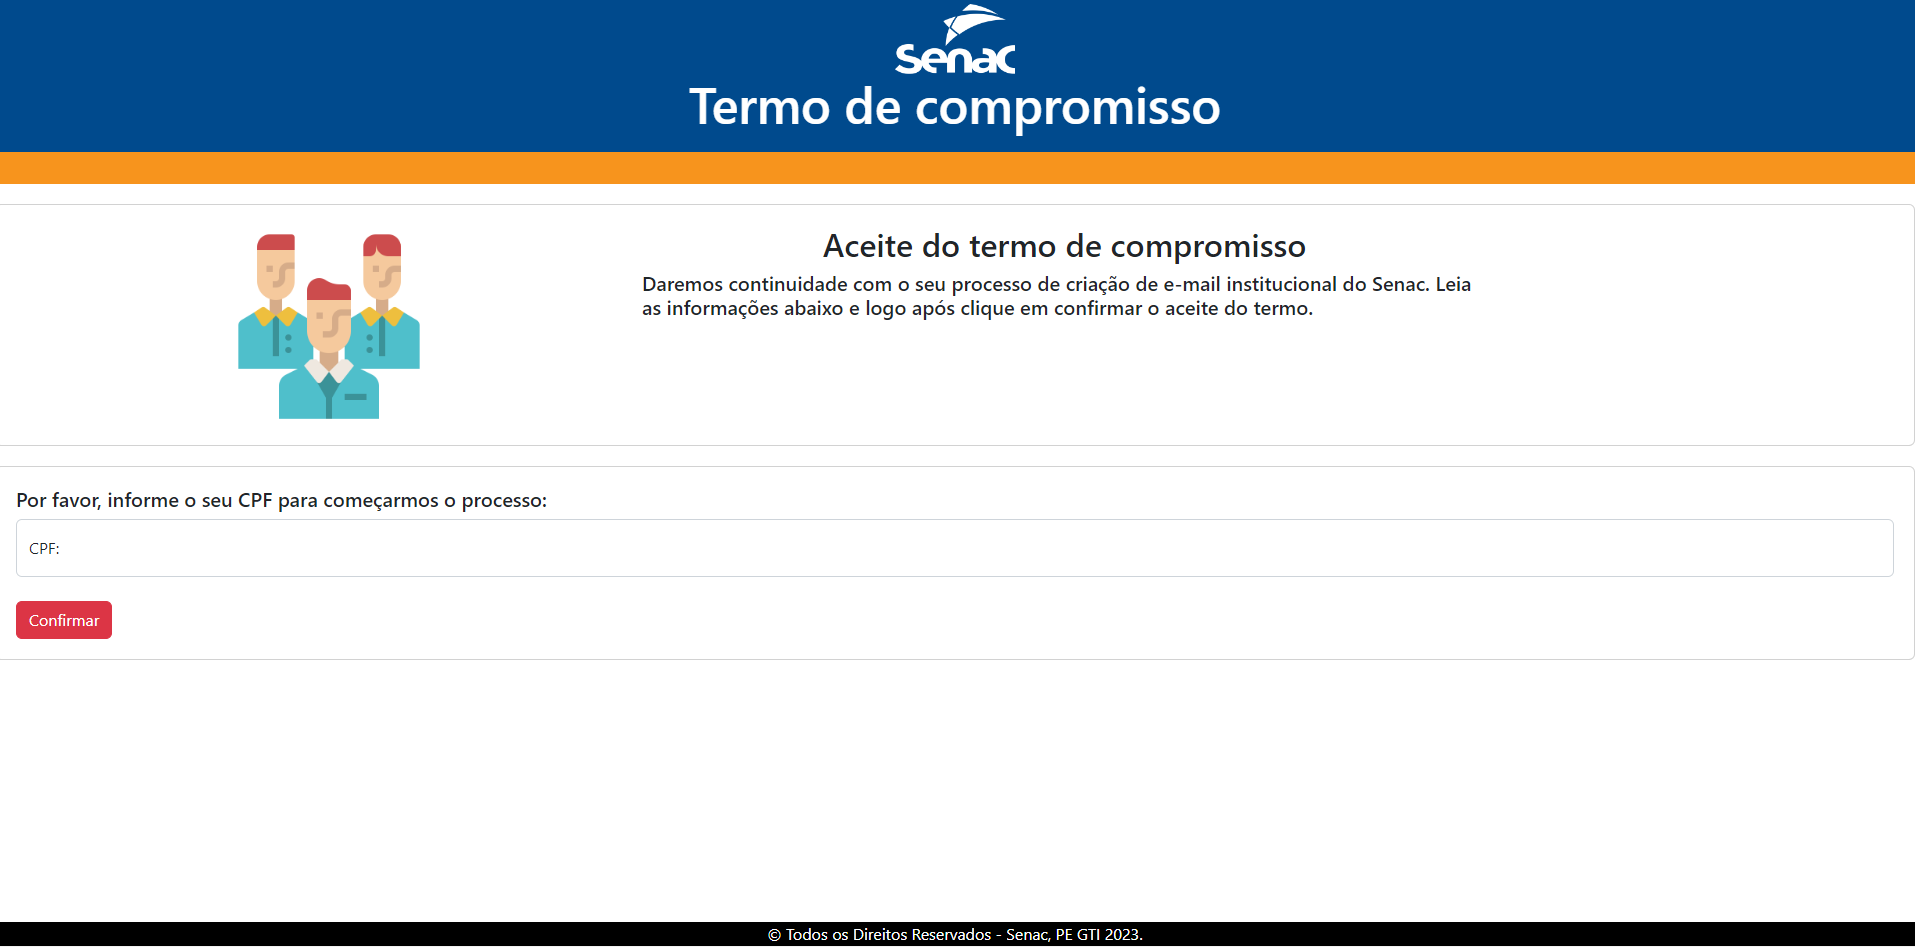 Senac
Termo de compromisso
Aceite do termo de compromisso
Daremos continuidade com o seu processo de criação de e-mail institucional do Senac. Leia
as informações abaixo e logo após clique em confirmar o aceite do termo.
Por favor, informe o seu CPF para começarmos o processo:
CPF:
Confirmar
© Todos os Direitos Reservados - Senac, PE GTI 2023.